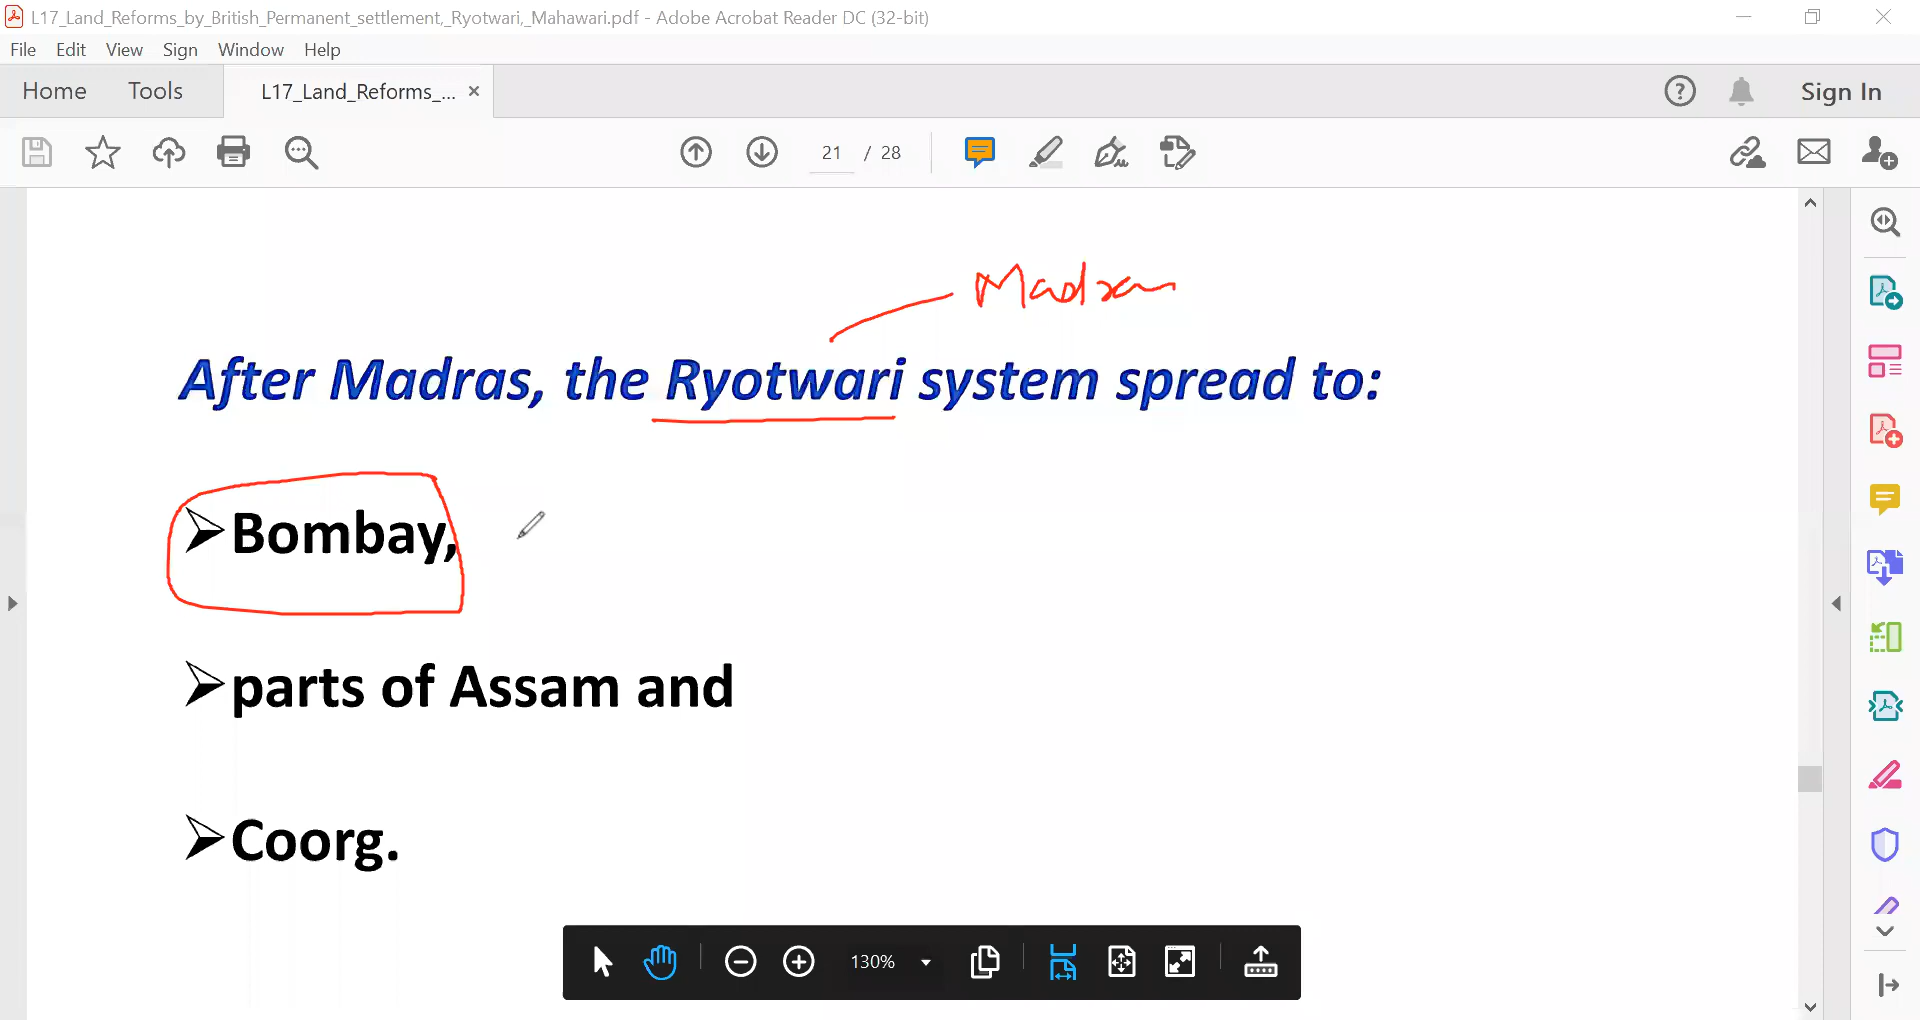 L17_Land_Reforms_by_British_Permanent_settlement,_Ryotwari,_Mahawari.pdf - Adobe Acrobat Reader DC (32-bit)
File Edit View Sign Window Help
Home Tools L17_Land_Reforms_... × Sign In
21 / 28
Madras
After Madras, the Ryotwari system spread to:
➢Bombay,
➢parts of Assam and
➢Coorg.
130%